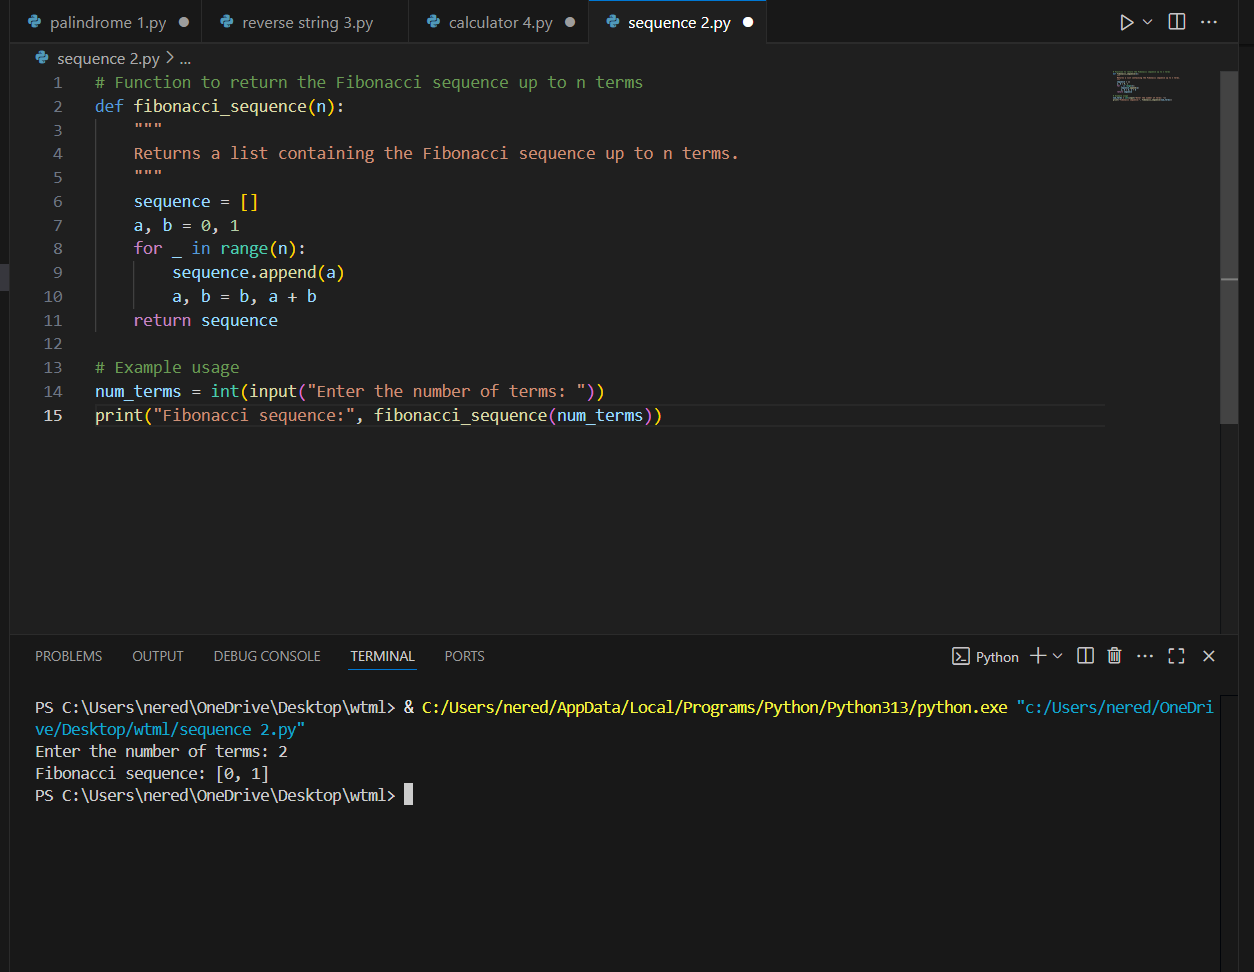 palindrome 1.py ● reverse string 3.py calculator 4.py ● sequence 2.py ●
sequence 2.py > ...
1 # Function to return the Fibonacci sequence up to n terms
2 def fibonacci_sequence(n):
3     """
4     Returns a list containing the Fibonacci sequence up to n terms.
5     """
6     sequence = []
7     a, b = 0, 1
8     for _ in range(n):
9         sequence.append(a)
10         a, b = b, a + b
11     return sequence
12
13 # Example usage
14 num_terms = int(input("Enter the number of terms: "))
15 print("Fibonacci sequence:", fibonacci_sequence(num_terms))
PROBLEMS OUTPUT DEBUG CONSOLE TERMINAL PORTS Python
PS C:\Users\nered\OneDrive\Desktop\wtml> & C:/Users/nered/AppData/Local/Programs/Python/Python313/python.exe "c:/Users/nered/OneDri
ve/Desktop/wtml/sequence 2.py"
Enter the number of terms: 2
Fibonacci sequence: [0, 1]
PS C:\Users\nered\OneDrive\Desktop\wtml>